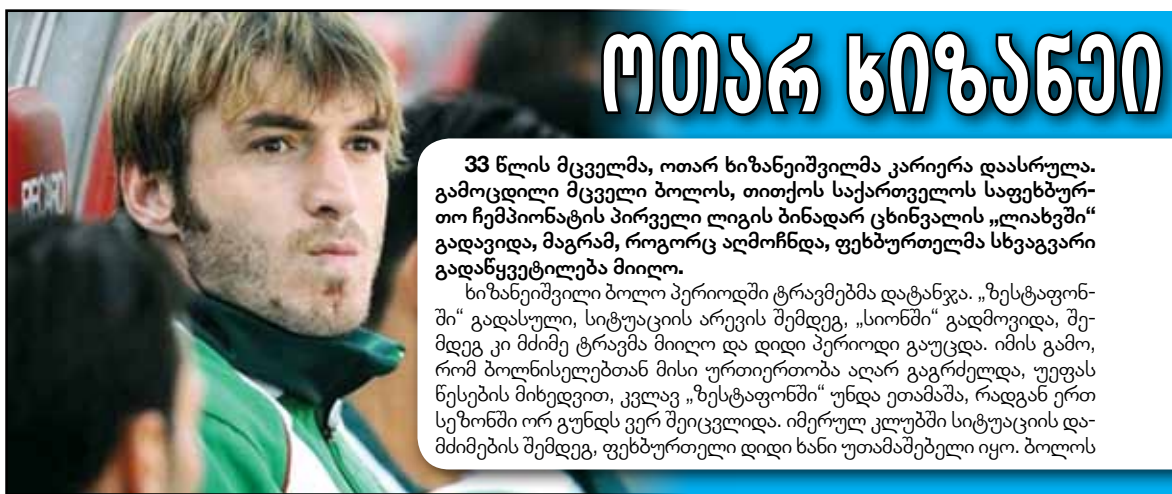 ოთარ ხიზანეი
33 წლის მცველმა, ოთარ ხიზანეიშვილმა კარიერა დაასრულა.
გამოცდილი მცველი ბოლოს, თითქოს საქართველოს საფეხბურ-
თო ჩემპიონატის პირველი ლიგის ბინადარ ცხინვალის „ლიახვში“
გადავიდა, მაგრამ, როგორც აღმოჩნდა, ფეხბურთელმა სხვაგვარი
გადაწყვეტილება მიიღო.
ხიზანეიშვილი ბოლო პერიოდში ტრავმებმა დატანჯა. „ზესტაფონ-
ში“ გადასული, სიტუაციის არევის შემდეგ, „სიონში“ გადმოვიდა, შე-
მდეგ კი მძიმე ტრავმა მიიღო და დიდი პერიოდი გაუცდა. იმის გამო,
რომ ბოლნისელებთან მისი ურთიერთობა აღარ გაგრძელდა, უეფას
წესების მიხედვით, კვლავ „ზესტაფონში“ უნდა ეთამაშა, რადგან ერთ
სეზონში ორ გუნდს ვერ შეიცვლიდა. იმერულ კლუბში სიტუაციის და-
მძიმების შემდეგ, ფეხბურთელი დიდი ხანი უთამაშებელი იყო. ბოლოს
RECARO